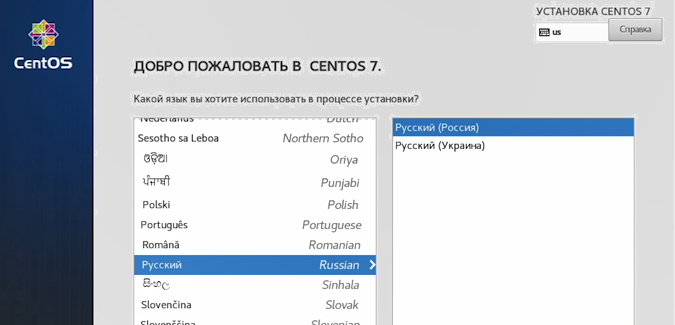 УСТАНОВКА CENTOS 7
us
Справка
CentOS
ДОБРО ПОЖАЛОВАТЬ В CENTOS 7.
Какой язык вы хотите использовать в процессе установки?
Nederlands Dutch
Sesotho sa Leboa Northern Sotho
ଓଡ଼ିଆ Oriya
ਪੰਜਾਬੀ Punjabi
Polski Polish
Português Portuguese
Română Romanian
Русский Russian
සිංහල Sinhala
Slovenčina Slovak
Slovenščina Slovenian
Русский (Россия)
Русский (Украина)